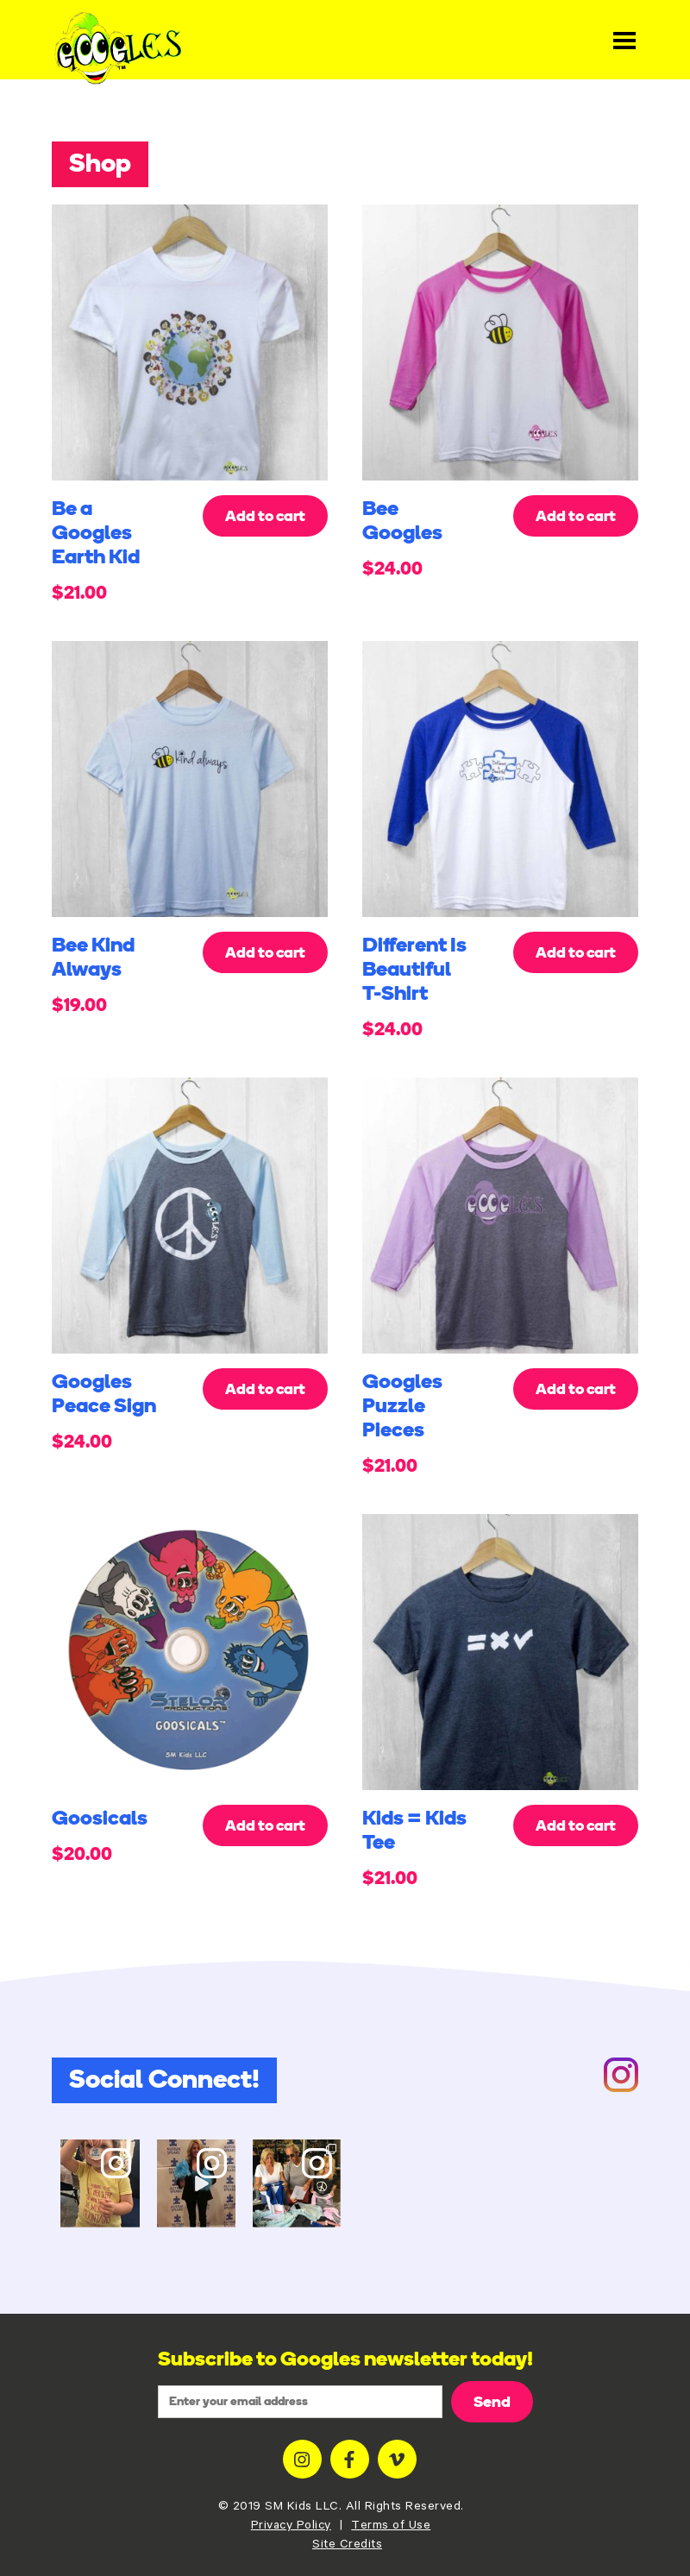 GOOGLES
™
Shop
Be a
Googles
Earth Kid
Add to cart
$21.00
Bee
Googles
Add to cart
$24.00
kind always
Bee Kind
Always
Add to cart
$19.00
Different Is
Beautiful
T-Shirt
Add to cart
$24.00
Googles
Peace Sign
Add to cart
$24.00
Googles
Puzzle
Pieces
Add to cart
$21.00
STELOR
PRODUCTIONS
GOOSICALS™
SM Kids LLC
Goosicals
Add to cart
$20.00
Kids = Kids
Tee
Add to cart
$21.00
Social Connect!
Subscribe to Googles newsletter today!
Enter your email address
Send
© 2019 SM Kids LLC. All Rights Reserved.
Privacy Policy | Terms of Use
Site Credits